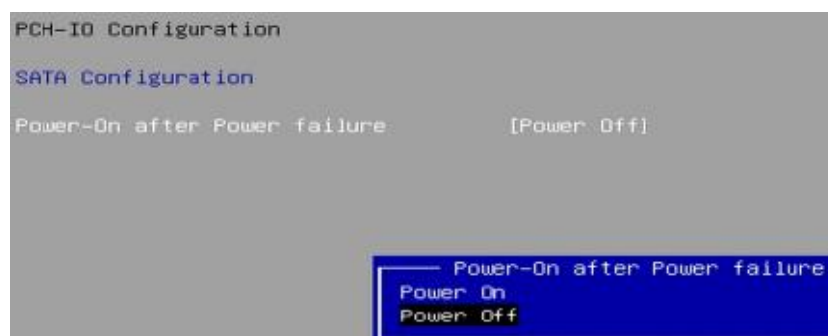 PCH-IO Configuration
SATA Configuration
Power-On after Power failure [Power Off]
Power-On after Power failure
Power On
Power Off